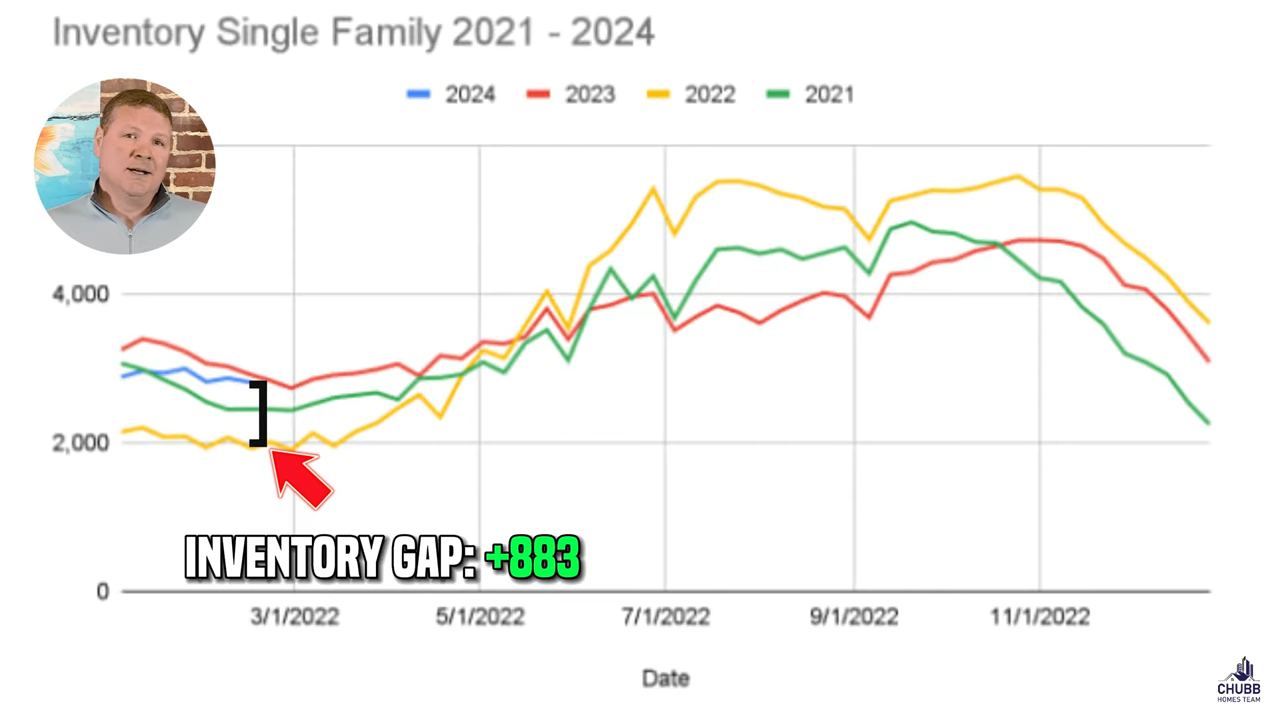 Inventory Single Family 2021 - 2024
2024 2023 2022 2021
4,000
2,000
INVENTORY GAP: +883
0
3/1/2022 5/1/2022 7/1/2022 9/1/2022 11/1/2022
Date
CHUBB
HOMES TEAM